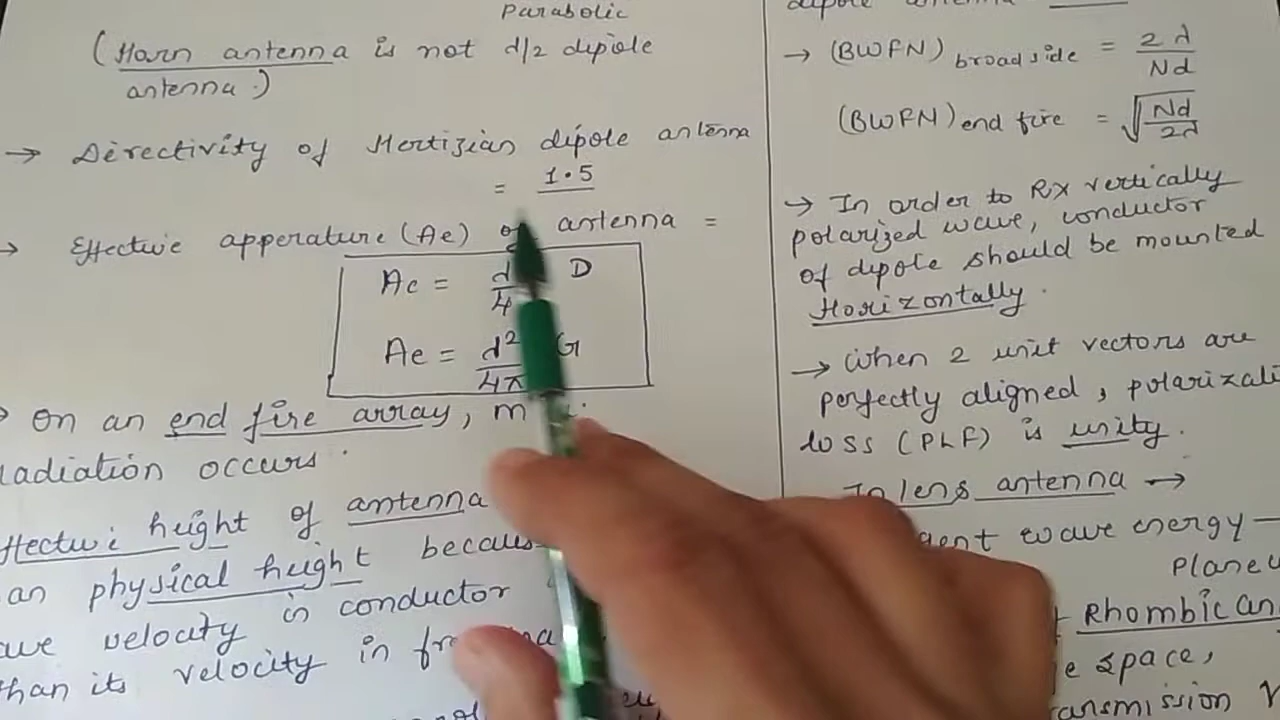 Parabolic
(Horn antenna is not λ/2 dipole
antenna.)
→ Directivity of Hertizian dipole antenna
= 1.5
→ Effective apperature (Ae) of antenna =
Ae = D
Ae = λ²/4π G
On an end fire array,
radiation occurs.
height of antenna
physical height because
velocity in conductor
than its velocity in
dipole
→ (BWFN) broadside = 2λ/Nd
(BWFN) end fire = √Nd/2λ
→ In order to RX vertically
polarized wave, conductor
of dipole should be mounted
Horizontally.
→ When 2 unit vectors are
perfectly aligned,
loss (PLF) is unity.
In lens antenna →
wave energy —
Rhombic
space,